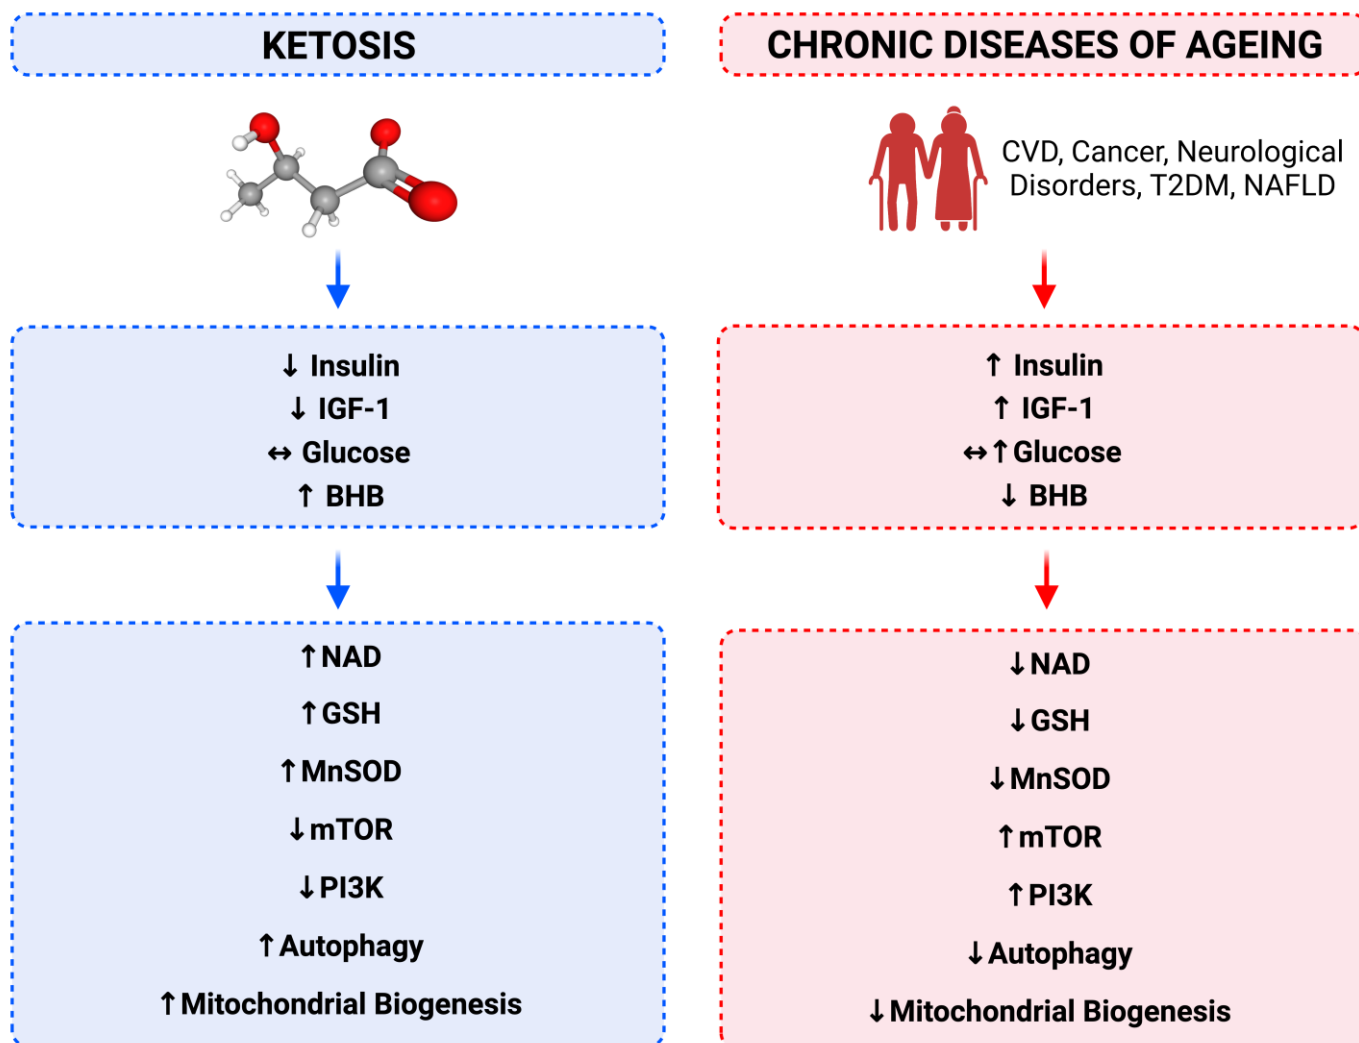 KETOSIS
↓ Insulin
↓ IGF-1
↔ Glucose
↑ BHB
↑NAD
↑GSH
↑MnSOD
↓mTOR
↓PI3K
↑Autophagy
↑Mitochondrial Biogenesis
CHRONIC DISEASES OF AGEING
CVD, Cancer, Neurological
Disorders, T2DM, NAFLD
↑ Insulin
↑ IGF-1
↔↑Glucose
↓ BHB
↓NAD
↓GSH
↓MnSOD
↑mTOR
↑PI3K
↓Autophagy
↓Mitochondrial Biogenesis